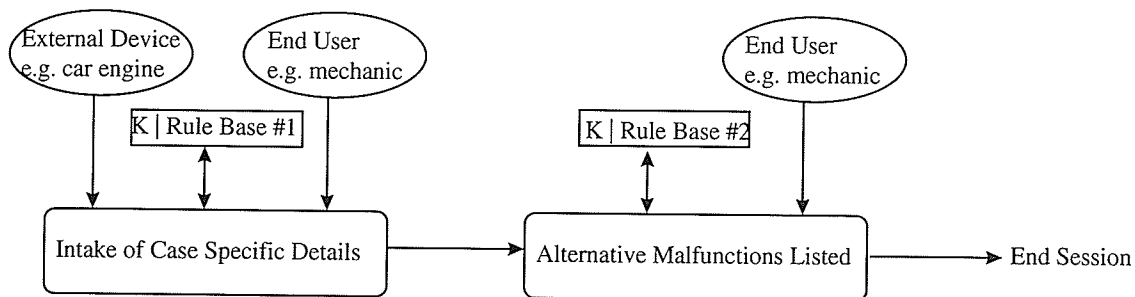 External Device
e.g. car engine
End User
e.g. mechanic
End User
e.g. mechanic
K | Rule Base #1
K | Rule Base #2
Intake of Case Specific Details
Alternative Malfunctions Listed
End Session